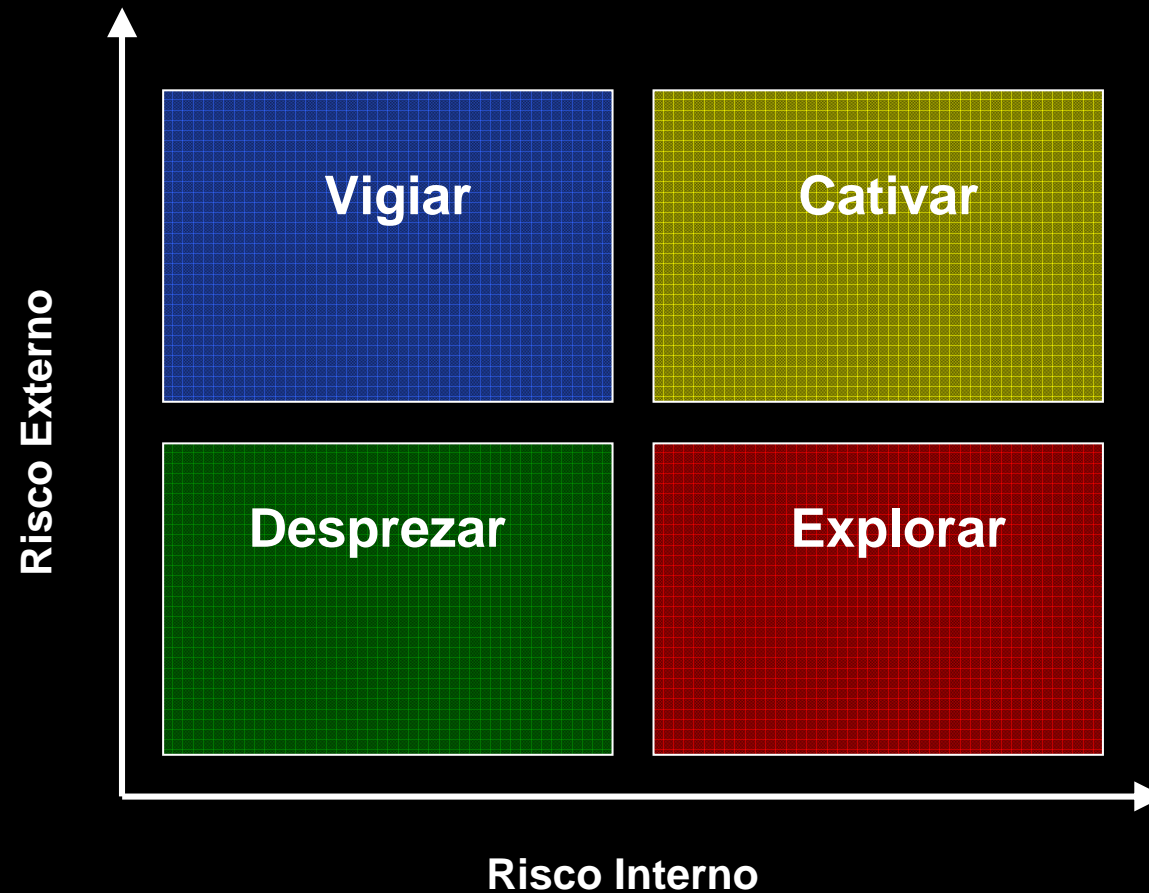 Vigiar
Cativar
Risco Externo
Desprezar
Explorar
Risco Interno